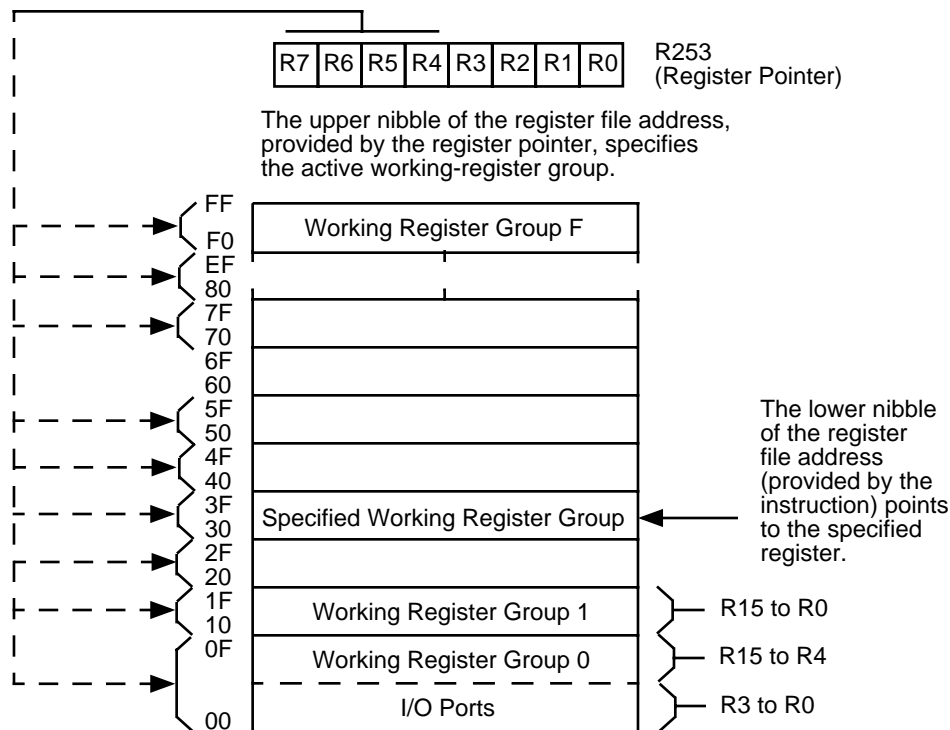 R7 R6 R5 R4 R3 R2 R1 R0
R253
(Register Pointer)
The upper nibble of the register file address,
provided by the register pointer, specifies
the active working-register group.
FF
Working Register Group F
F0
EF
80
7F
70
6F
60
5F
50
4F
40
3F
Specified Working Register Group
30
The lower nibble
of the register
file address
(provided by the
instruction) points
to the specified
register.
2F
20
1F
Working Register Group 1
R15 to R0
10
0F
Working Register Group 0
R15 to R4
I/O Ports
R3 to R0
00